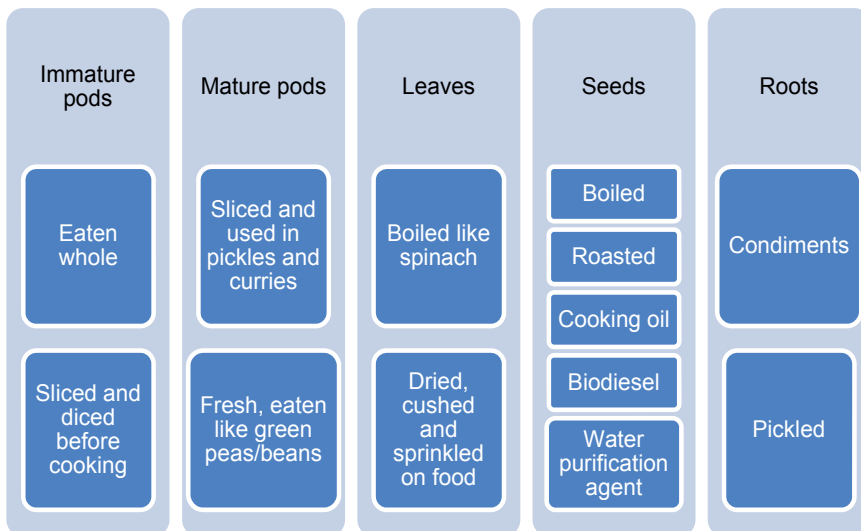 Immature
pods
Eaten
whole
Sliced and
diced
before
cooking
Mature pods
Sliced and
used in
pickles and
curries
Fresh, eaten
like green
peas/beans
Leaves
Boiled like
spinach
Dried,
cushed
and
sprinkled
on food
Seeds
Boiled
Roasted
Cooking oil
Biodiesel
Water
purification
agent
Roots
Condiments
Pickled